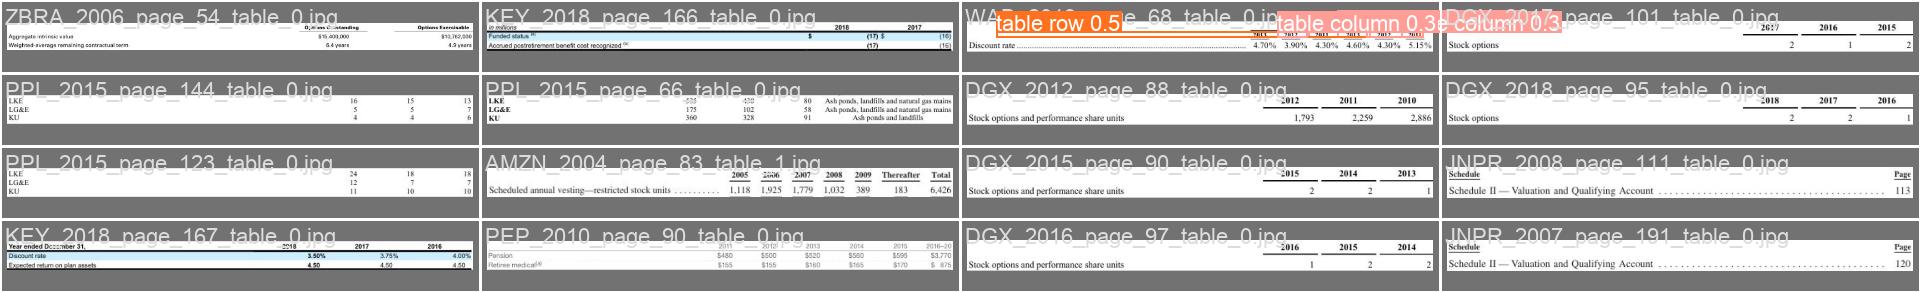 ZBRA_2006_page_54_table_0.jpg
Options Exercisable
Aggregate intrinsic value $15,400,000 $10,762,000
Weighted-average remaining contractual term 6.4 years 4.9 years
KEY_2018_page_166_table_0.jpg
in millions 2018 2017
Funded status $ (17) $ (16)
Accrued postretirement benefit cost recognized (17) (16)
page_68_table_0.jpg
table row 0.5
table column 0.3
column 0.3
Discount rate 4.70% 3.90% 4.30% 4.60% 4.30% 5.15%
DGX_2017_page_101_table_0.jpg
2017 2016 2015
Stock options 2 1 2
PPL_2015_page_144_table_0.jpg
LKE 16 15 13
LG&E 5 5 7
KU 4 4 6
PPL_2015_page_66_table_0.jpg
LKE 80 Ash ponds, landfills and natural gas mains
LG&E 175 102 58 Ash ponds, landfills and natural gas mains
KU 360 328 91 Ash ponds and landfills
DGX_2012_page_88_table_0.jpg
2012 2011 2010
Stock options and performance share units 1,793 2,259 2,886
DGX_2018_page_95_table_0.jpg
2018 2017 2016
Stock options 2 2 1
PPL_2015_page_123_table_0.jpg
LKE 24 18 18
LG&E 12 7 7
KU 11 10 10
AMZN_2004_page_83_table_1.jpg
2005 2006 2007 2008 2009 Thereafter Total
Scheduled annual vesting—restricted stock units .......... 1,118 1,925 1,779 1,032 389 183 6,426
DGX_2015_page_90_table_0.jpg
2015 2014 2013
Stock options and performance share units 2 2 1
JNPR_2008_page_111_table_0.jpg
Schedule Page
Schedule II — Valuation and Qualifying Account 113
KEY_2018_page_167_table_0.jpg
Year ended December 31, 2018 2017 2016
Discount rate 3.50% 3.75% 4.00%
Expected return on plan assets 4.50 4.50 4.50
PEP_2010_page_90_table_0.jpg
2011 2012 2013 2014 2015 2016–20
Pension $480 $500 $520 $560 $595 $3,770
Retiree medical $155 $155 $160 $165 $170 $ 875
DGX_2016_page_97_table_0.jpg
2016 2015 2014
Stock options and performance share units 1 2 2
JNPR_2007_page_191_table_0.jpg
Schedule Page
Schedule II — Valuation and Qualifying Account 120